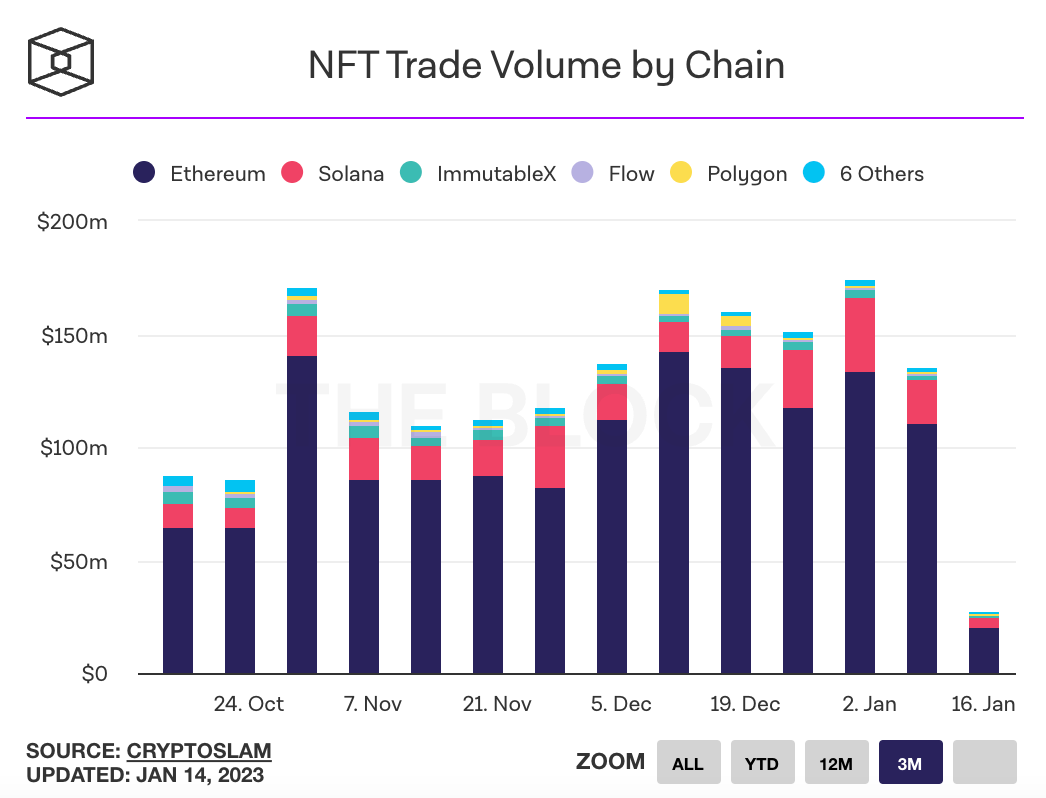 NFT Trade Volume by Chain
Ethereum Solana ImmutableX Flow Polygon 6 Others
$200m
$150m
$100m
$50m
$0
THE BLOCK
24. Oct 7. Nov 21. Nov 5. Dec 19. Dec 2. Jan 16. Jan
SOURCE: CRYPTOSLAM
UPDATED: JAN 14, 2023
ZOOM ALL YTD 12M 3M